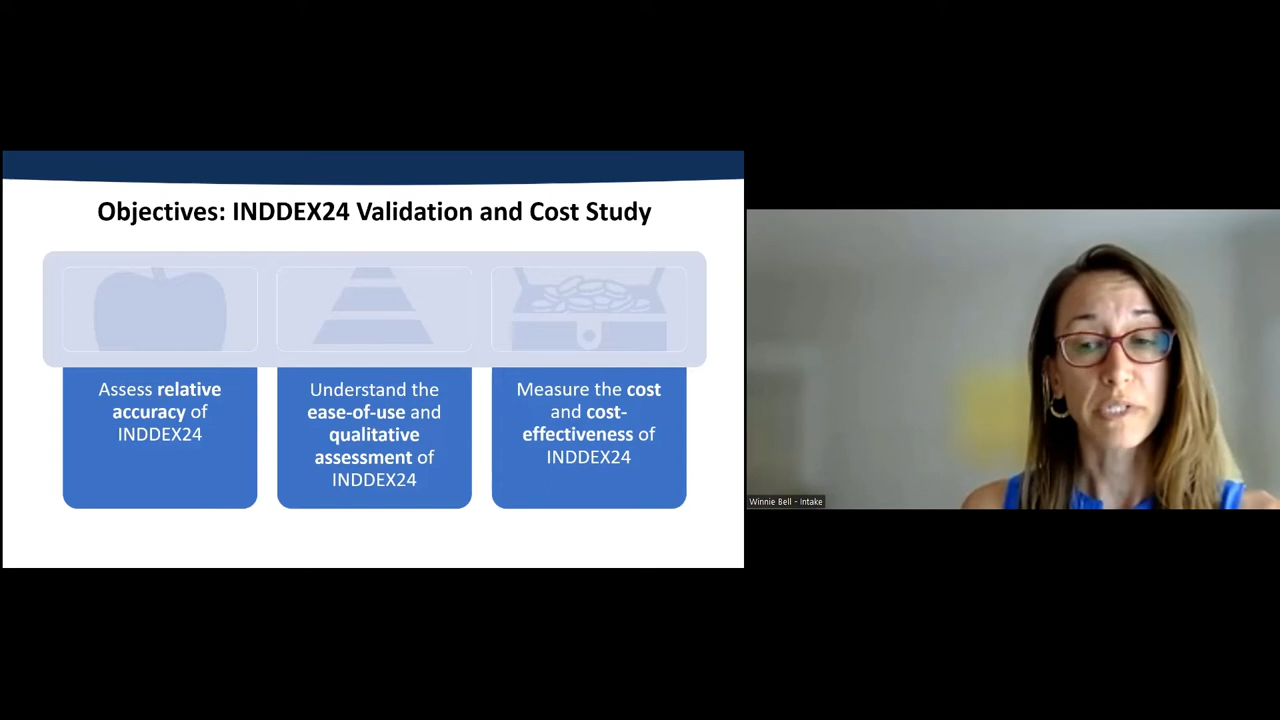 Objectives: INDDEX24 Validation and Cost Study
Assess relative
accuracy of
INDDEX24
Understand the
ease-of-use and
qualitative
assessment of
INDDEX24
Measure the cost
and cost-
effectiveness of
INDDEX24
Winnie Bell - Intake